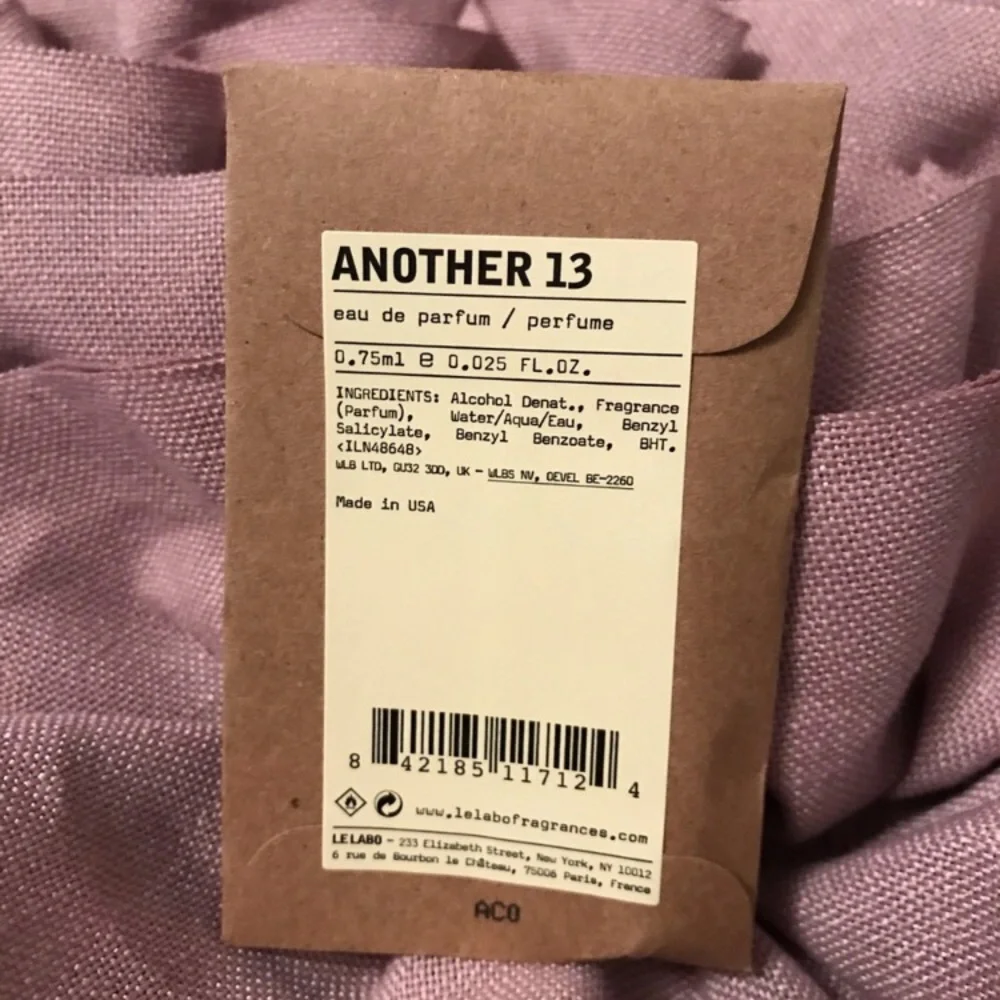 ANOTHER 13
eau de parfum / perfume
0.75ml e 0.025 FL.OZ.
INGREDIENTS: Alcohol Denat., Fragrance
(Parfum), Water/Aqua/Eau, Benzyl
Salicylate, Benzyl Benzoate, BHT.
<ILN48648>
WLB LTD, GU32 3QD, UK - WLBS NV, GEVEL BE-2260
Made in USA
8 42185 11712 4
www.lelabofragrances.com
LE LABO - 233 Elizabeth Street, New York, NY 10012
6 rue de Bourbon le Château, 75006 Paris, France
AC0